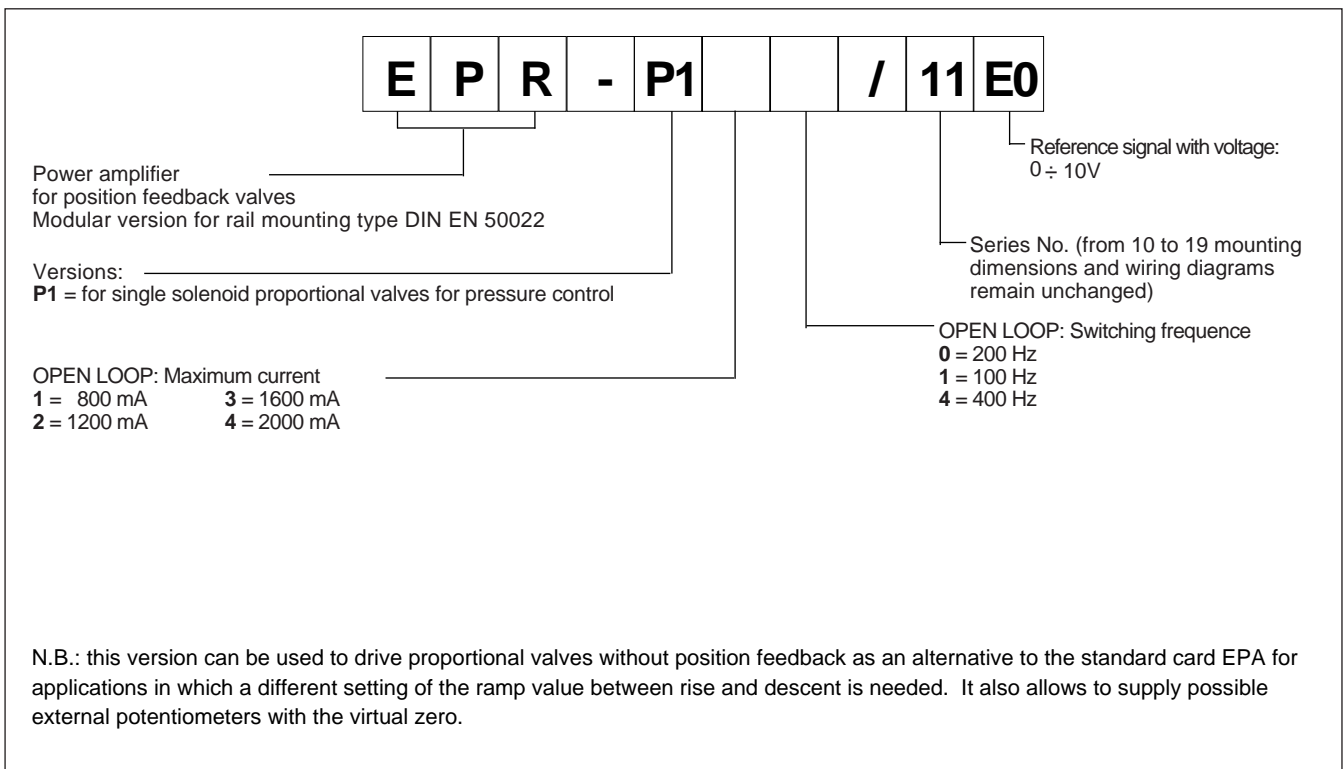 E P R - P1 / 11 E0
Reference signal with voltage:
0 ÷ 10V
Power amplifier
for position feedback valves
Modular version for rail mounting type DIN EN 50022
Series No. (from 10 to 19 mounting
dimensions and wiring diagrams
remain unchanged)
Versions:
P1 = for single solenoid proportional valves for pressure control
OPEN LOOP: Switching frequence
0 = 200 Hz
1 = 100 Hz
4 = 400 Hz
OPEN LOOP: Maximum current
1 = 800 mA 3 = 1600 mA
2 = 1200 mA 4 = 2000 mA
N.B.: this version can be used to drive proportional valves without position feedback as an alternative to the standard card EPA for
applications in which a different setting of the ramp value between rise and descent is needed. It also allows to supply possible
external potentiometers with the virtual zero.